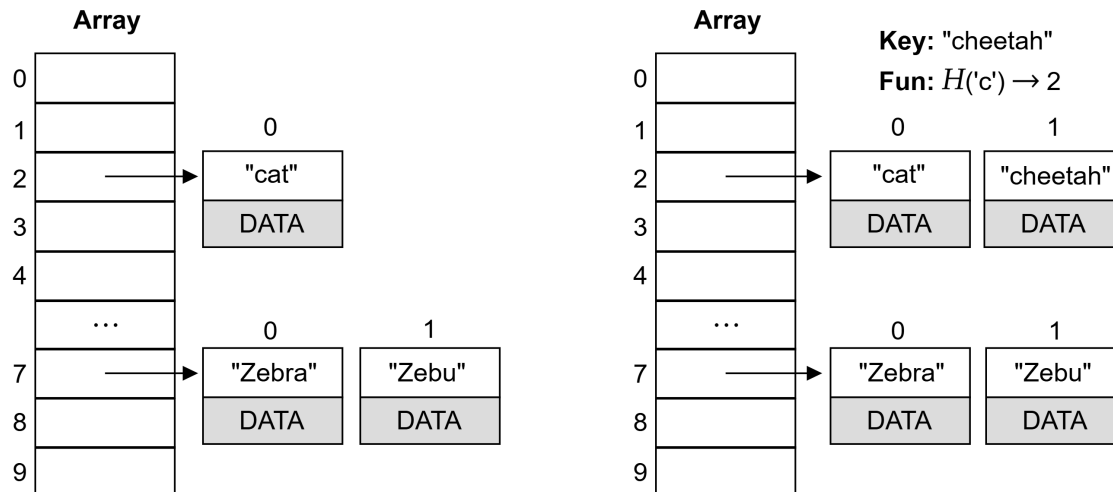 Array
0
1
0
2
"cat"
3
DATA
4
...
0
1
7
"Zebra"
"Zebu"
8
DATA
DATA
9
Array
Key: "cheetah"
Fun: H('c') → 2
0
1
0
1
2
"cat"
"cheetah"
3
DATA
DATA
4
...
0
1
7
"Zebra"
"Zebu"
8
DATA
DATA
9